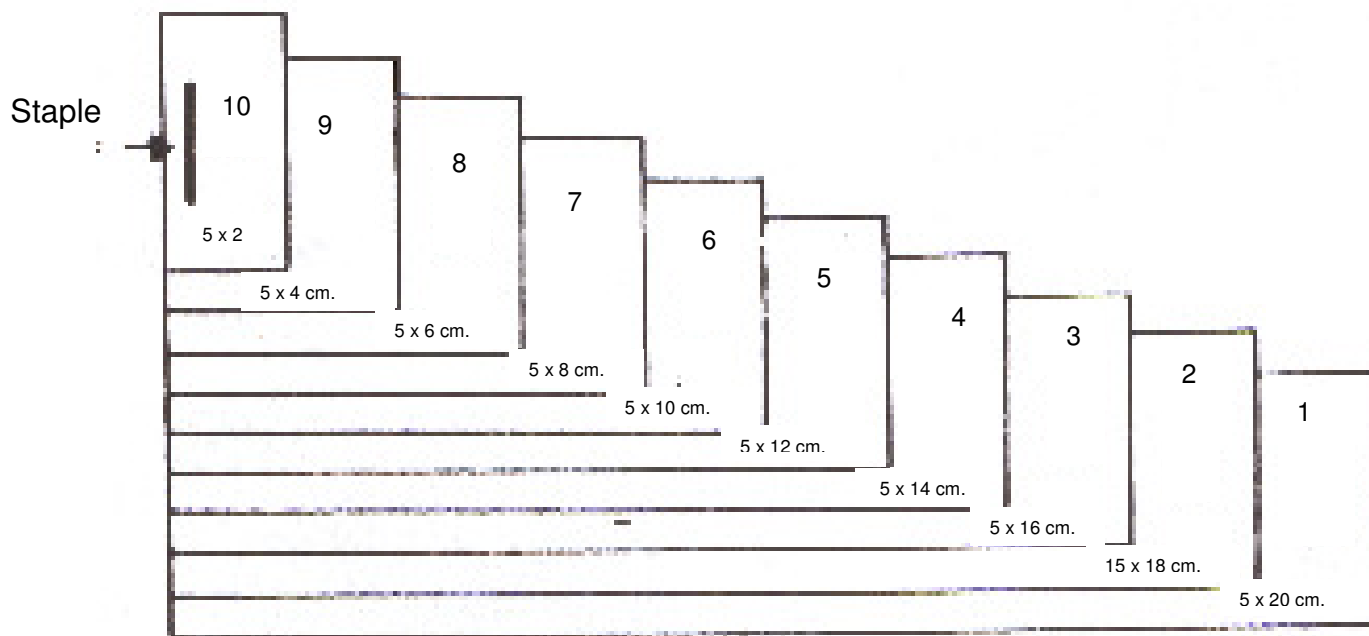 Staple
10
9
8
7
6
5
4
3
2
1
5 x 2
5 x 4 cm.
5 x 6 cm.
5 x 8 cm.
5 x 10 cm.
5 x 12 cm.
5 x 14 cm.
5 x 16 cm.
15 x 18 cm.
5 x 20 cm.